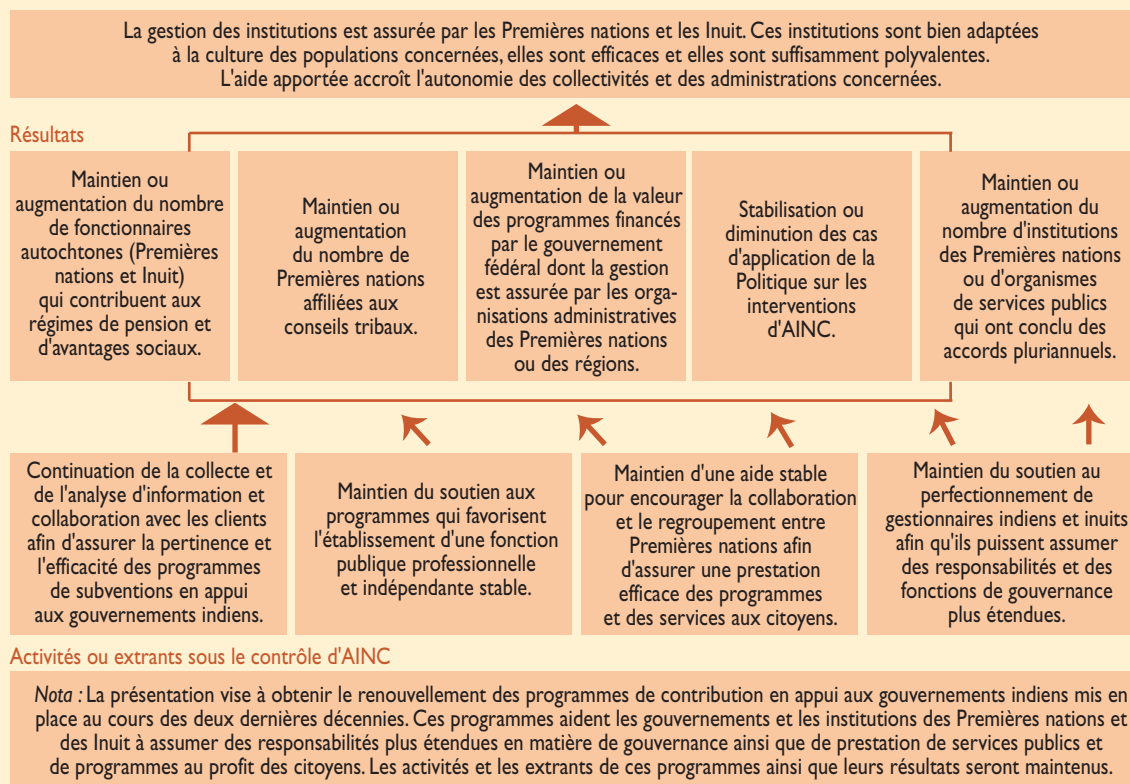 La gestion des institutions est assurée par les Premières nations et les Inuit. Ces institutions sont bien adaptées
à la culture des populations concernées, elles sont efficaces et elles sont suffisamment polyvalentes.
L'aide apportée accroît l'autonomie des collectivités et des administrations concernées.
Résultats
Maintien ou
augmentation du nombre
de fonctionnaires
autochtones (Premières
nations et Inuit)
qui contribuent aux
régimes de pension et
d'avantages sociaux.
Maintien ou
augmentation
du nombre de
Premières nations
affiliées aux
conseils tribaux.
Maintien ou
augmentation de la valeur
des programmes financés
par le gouvernement
fédéral dont la gestion
est assurée par les orga-
nisations administratives
des Premières nations
ou des régions.
Stabilisation ou
diminution des cas
d'application de la
Politique sur les
interventions
d'AINC.
Maintien ou
augmentation du
nombre d'institutions
des Premières nations
ou d'organismes
de services publics
qui ont conclu des
accords pluriannuels.
Continuation de la collecte et
de l'analyse d'information et
collaboration avec les clients
afin d'assurer la pertinence et
l'efficacité des programmes
de subventions en appui
aux gouvernements indiens.
Maintien du soutien aux
programmes qui favorisent
l'établissement d'une fonction
publique professionnelle
et indépendante stable.
Maintien d'une aide stable
pour encourager la collaboration
et le regroupement entre
Premières nations afin
d'assurer une prestation
efficace des programmes
et des services aux citoyens.
Maintien du soutien au
perfectionnement de
gestionnaires indiens et inuits
afin qu'ils puissent assumer
des responsabilités et des
fonctions de gouvernance
plus étendues.
Activités ou extrants sous le contrôle d'AINC
Nota : La présentation vise à obtenir le renouvellement des programmes de contribution en appui aux gouvernements indiens mis en
place au cours des deux dernières décennies. Ces programmes aident les gouvernements et les institutions des Premières nations et
des Inuit à assumer des responsabilités plus étendues en matière de gouvernance ainsi que de prestation de services publics et
de programmes au profit des citoyens. Les activités et les extrants de ces programmes ainsi que leurs résultats seront maintenus.